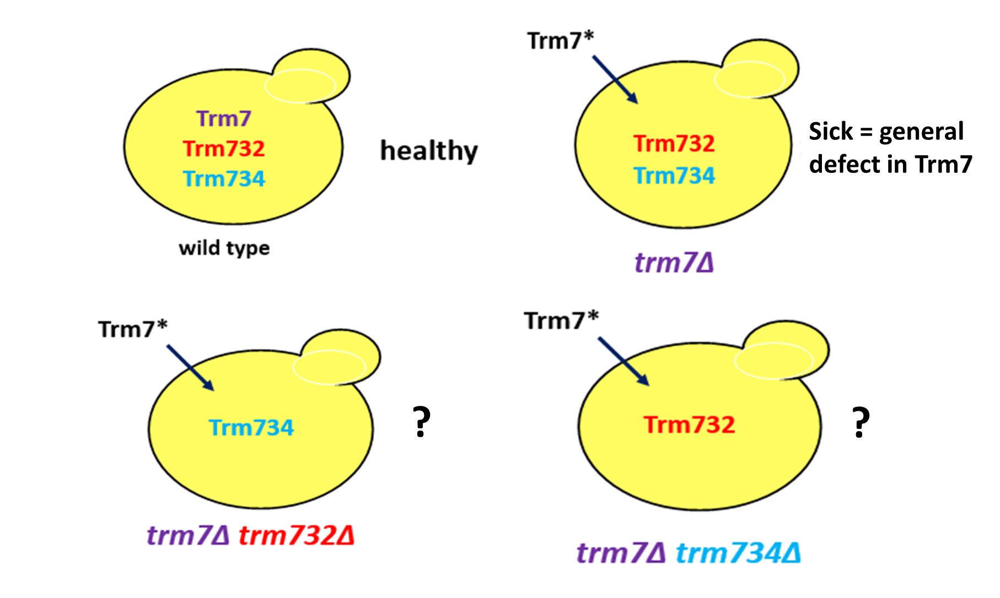 Trm7*
Trm7
Trm732
Trm734
healthy
wild type
Trm732
Trm734
Sick = general
defect in Trm7
trm7Δ
Trm7*
Trm734
?
trm7Δ trm732Δ
Trm7*
Trm732
?
trm7Δ trm734Δ